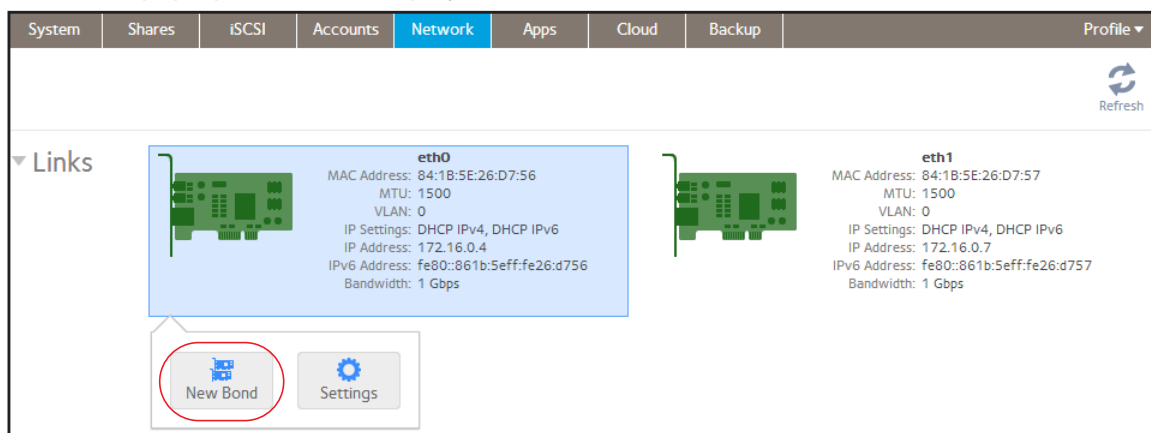 System Shares iSCSI Accounts Network Apps Cloud Backup Profile
Refresh
Links
eth0
MAC Address: 84:1B:5E:26:D7:56
MTU: 1500
VLAN: 0
IP Settings: DHCP IPv4, DHCP IPv6
IP Address: 172.16.0.4
IPv6 Address: fe80::861b:5eff:fe26:d756
Bandwidth: 1 Gbps
eth1
MAC Address: 84:1B:5E:26:D7:57
MTU: 1500
VLAN: 0
IP Settings: DHCP IPv4, DHCP IPv6
IP Address: 172.16.0.7
IPv6 Address: fe80::861b:5eff:fe26:d757
Bandwidth: 1 Gbps
New Bond
Settings